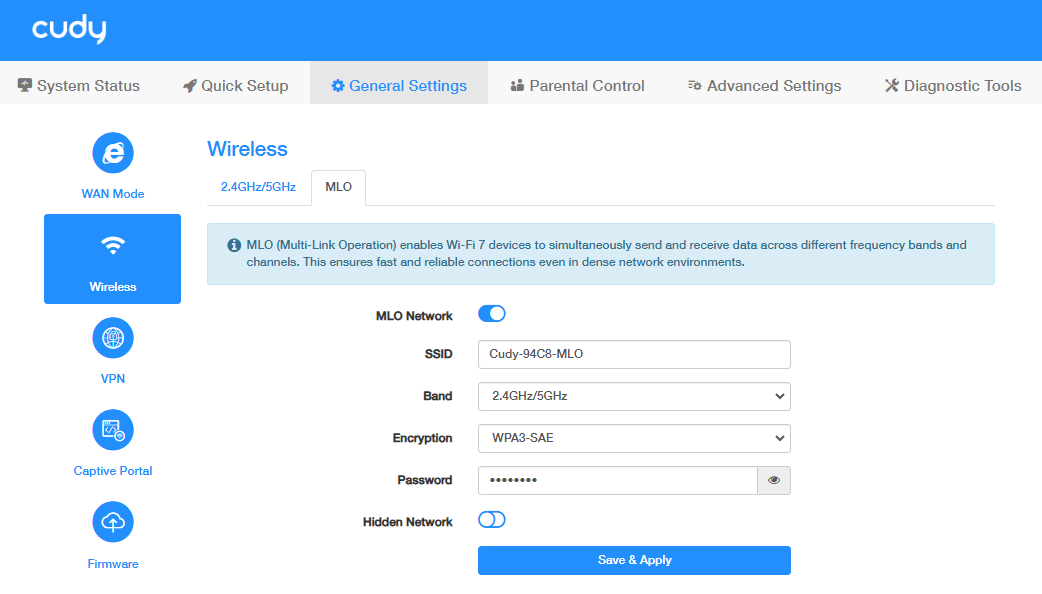 cudy
System Status Quick Setup General Settings Parental Control Advanced Settings Diagnostic Tools
WAN Mode
Wireless
VPN
Captive Portal
Firmware
Wireless
2.4GHz/5GHz MLO
MLO (Multi-Link Operation) enables Wi-Fi 7 devices to simultaneously send and receive data across different frequency bands and
channels. This ensures fast and reliable connections even in dense network environments.
MLO Network
SSID Cudy-94C8-MLO
Band 2.4GHz/5GHz
Encryption WPA3-SAE
Password ••••••••
Hidden Network
Save & Apply